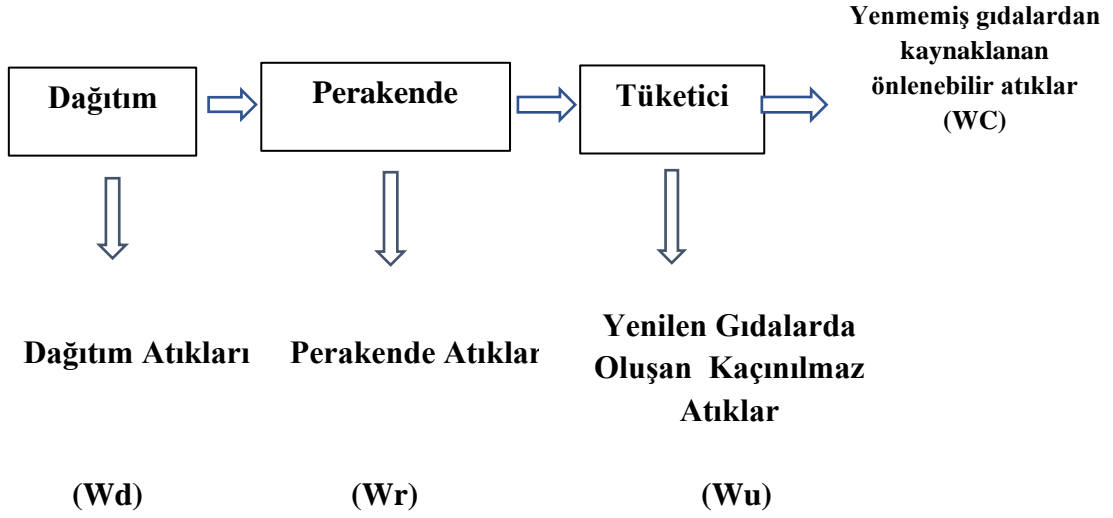 Yenmemiş gıdalardan
kaynaklanan
önlenebilir atıklar
(WC)
Dağıtım
Perakende
Tüketici
Dağıtım Atıkları
Perakende Atıklar
Yenilen Gıdalarda
Oluşan Kaçınılmaz
Atıklar
(Wd)
(Wr)
(Wu)